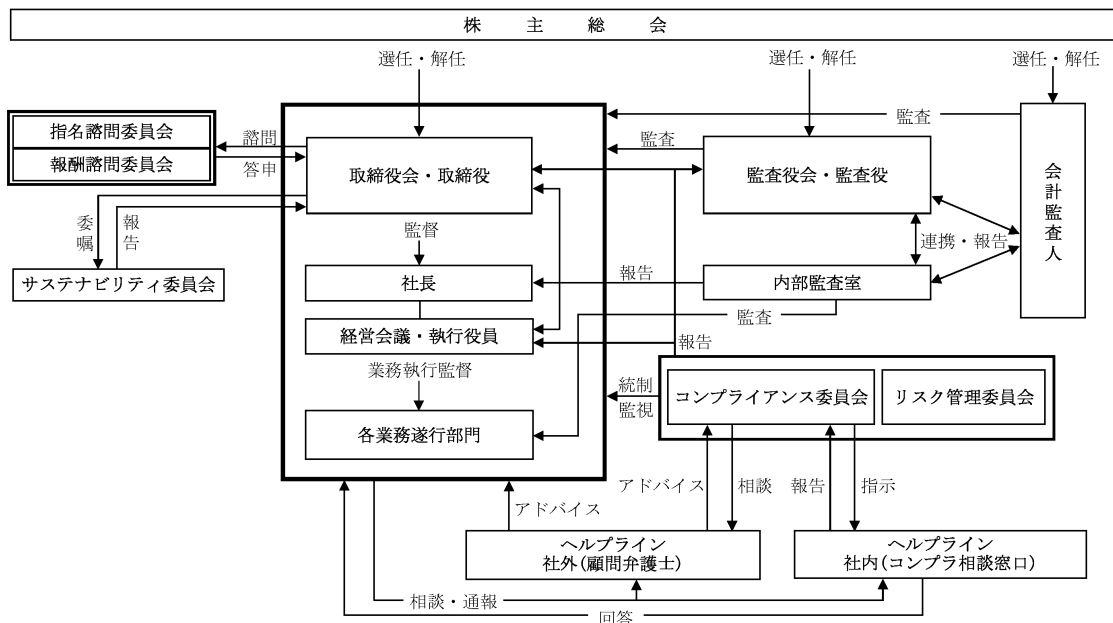 株主総会
選任・解任
選任・解任
選任・解任
指名諮問委員会
報酬諮問委員会
諮問
答申
取締役会・取締役
監査
監査
監査役会・監査役
会計監査人
委嘱
報告
監督
連携・報告
サステナビリティ委員会
社長
報告
内部監査室
監査
経営会議・執行役員
報告
業務執行監督
統制
監視
コンプライアンス委員会
リスク管理委員会
各業務遂行部門
アドバイス
相談
報告
指示
アドバイス
ヘルプライン
社外(顧問弁護士)
ヘルプライン
社内(コンプラ相談窓口)
相談・通報
回答